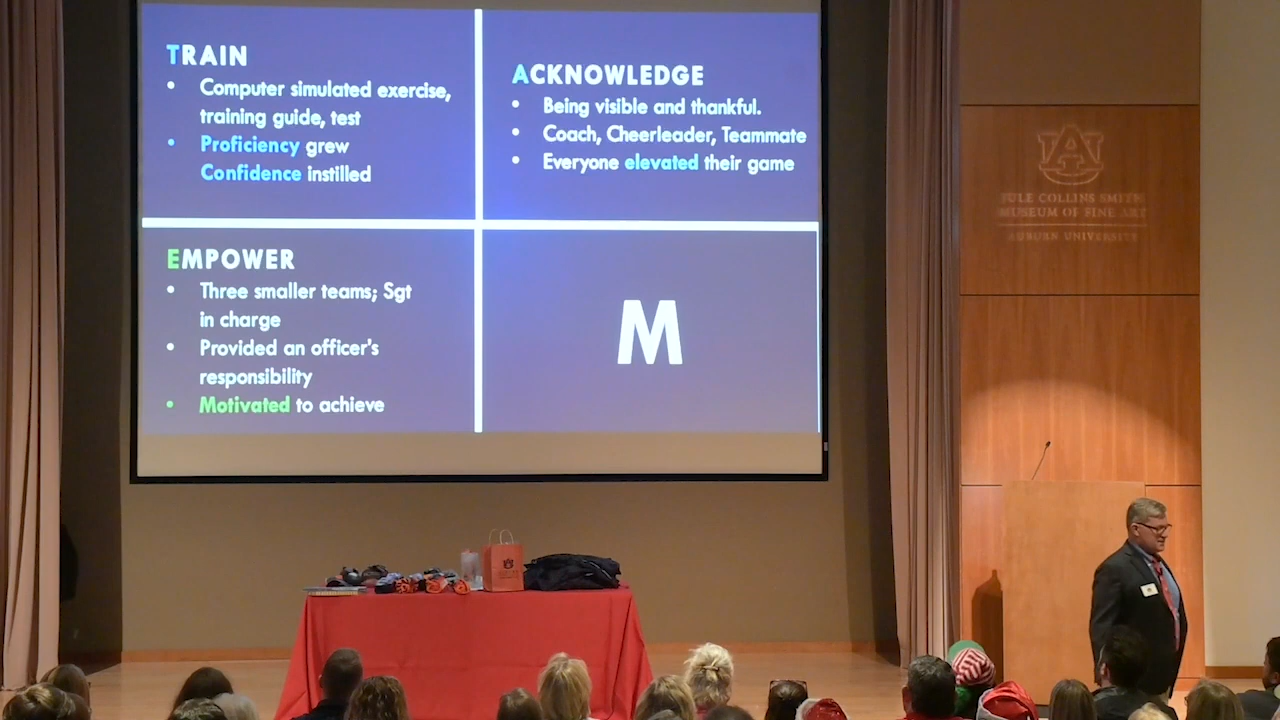 TRAIN
• Computer simulated exercise,
training guide, test
• Proficiency grew
Confidence instilled
ACKNOWLEDGE
• Being visible and thankful.
• Coach, Cheerleader, Teammate
• Everyone elevated their game
EMPOWER
• Three smaller teams; Sgt
in charge
• Provided an officer's
responsibility
• Motivated to achieve
M
AU
JULE COLLINS SMITH
MUSEUM OF FINE ART
AUBURN UNIVERSITY